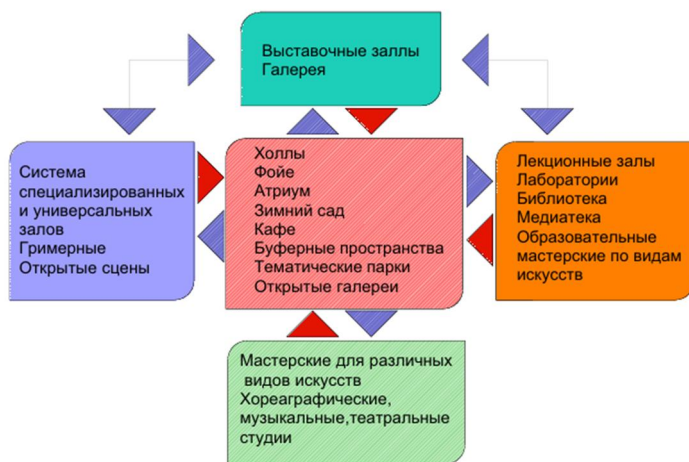 Выставочные заллы
Галерея
Система
специализированных
и универсальных
залов
Гримерные
Открытые сцены
Холлы
Фойе
Атриум
Зимний сад
Кафе
Буферные пространства
Тематические парки
Открытые галереи
Лекционные залы
Лаборатории
Библиотека
Медиатека
Образовательные
мастерские по видам
искусств
Мастерские для различных
видов искусств
Хореаграфические,
музыкальные,театральные
студии